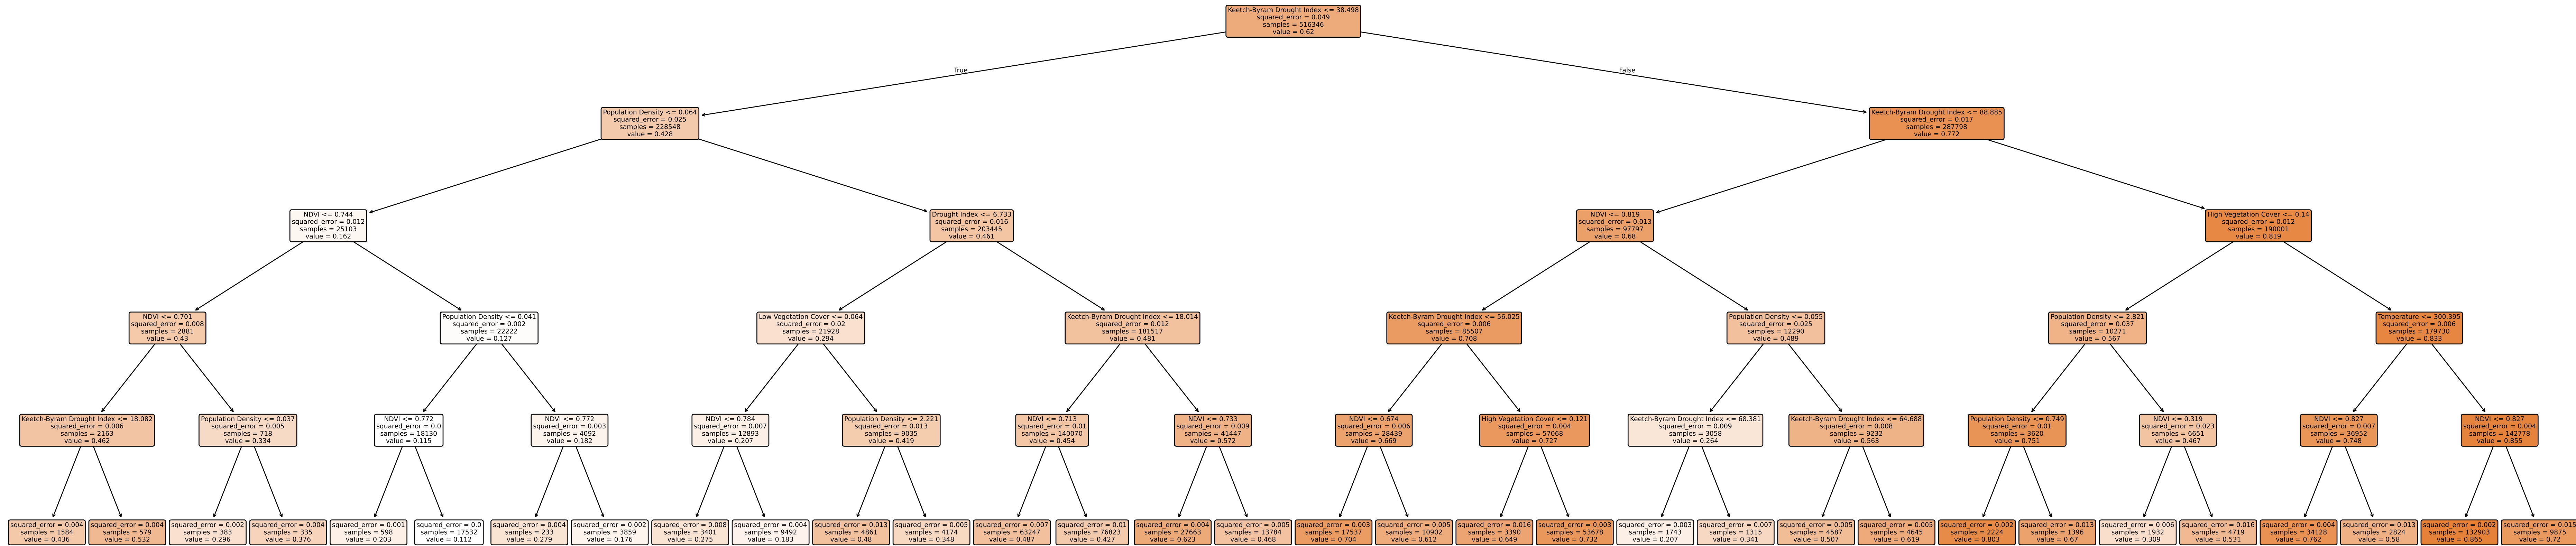 Keetch-Byram Drought Index <= 38.498
squared_error = 0.049
samples = 516346
value = 0.62
True
False
Population Density <= 0.064
squared_error = 0.025
samples = 228548
value = 0.428
Keetch-Byram Drought Index <= 88.885
squared_error = 0.017
samples = 287798
value = 0.772
NDVI <= 0.744
squared_error = 0.012
samples = 25103
value = 0.162
Drought Index <= 6.733
squared_error = 0.016
samples = 203445
value = 0.461
NDVI <= 0.819
squared_error = 0.013
samples = 97797
value = 0.68
High Vegetation Cover <= 0.14
squared_error = 0.012
samples = 190001
value = 0.819
NDVI <= 0.701
squared_error = 0.008
samples = 2881
value = 0.43
Population Density <= 0.041
squared_error = 0.002
samples = 22222
value = 0.127
Low Vegetation Cover <= 0.064
squared_error = 0.02
samples = 21928
value = 0.294
Keetch-Byram Drought Index <= 18.014
squared_error = 0.012
samples = 181517
value = 0.481
Keetch-Byram Drought Index <= 56.025
squared_error = 0.006
samples = 85507
value = 0.708
Population Density <= 0.055
squared_error = 0.025
samples = 12290
value = 0.489
Population Density <= 2.821
squared_error = 0.037
samples = 10271
value = 0.567
Temperature <= 300.395
squared_error = 0.006
samples = 179730
value = 0.833
Keetch-Byram Drought Index <= 18.082
squared_error = 0.006
samples = 2163
value = 0.462
Population Density <= 0.037
squared_error = 0.005
samples = 718
value = 0.334
NDVI <= 0.772
squared_error = 0.0
samples = 18130
value = 0.115
NDVI <= 0.772
squared_error = 0.003
samples = 4092
value = 0.182
NDVI <= 0.784
squared_error = 0.007
samples = 12893
value = 0.207
Population Density <= 2.221
squared_error = 0.013
samples = 9035
value = 0.419
NDVI <= 0.713
squared_error = 0.01
samples = 140070
value = 0.454
NDVI <= 0.733
squared_error = 0.009
samples = 41447
value = 0.572
NDVI <= 0.674
squared_error = 0.006
samples = 28439
value = 0.669
High Vegetation Cover <= 0.121
squared_error = 0.004
samples = 57068
value = 0.727
Keetch-Byram Drought Index <= 68.381
squared_error = 0.009
samples = 3058
value = 0.264
Keetch-Byram Drought Index <= 64.688
squared_error = 0.008
samples = 9232
value = 0.563
Population Density <= 0.749
squared_error = 0.01
samples = 3620
value = 0.751
NDVI <= 0.319
squared_error = 0.023
samples = 6651
value = 0.467
NDVI <= 0.827
squared_error = 0.007
samples = 36952
value = 0.748
NDVI <= 0.827
squared_error = 0.004
samples = 142778
value = 0.855
squared_error = 0.004
samples = 1584
value = 0.436
squared_error = 0.004
samples = 579
value = 0.532
squared_error = 0.002
samples = 383
value = 0.296
squared_error = 0.004
samples = 335
value = 0.376
squared_error = 0.001
samples = 598
value = 0.203
squared_error = 0.0
samples = 17532
value = 0.112
squared_error = 0.004
samples = 233
value = 0.279
squared_error = 0.002
samples = 3859
value = 0.176
squared_error = 0.008
samples = 3401
value = 0.275
squared_error = 0.004
samples = 9492
value = 0.183
squared_error = 0.013
samples = 4861
value = 0.48
squared_error = 0.005
samples = 4174
value = 0.348
squared_error = 0.007
samples = 63247
value = 0.487
squared_error = 0.01
samples = 76823
value = 0.427
squared_error = 0.004
samples = 27663
value = 0.623
squared_error = 0.005
samples = 13784
value = 0.468
squared_error = 0.003
samples = 17537
value = 0.704
squared_error = 0.005
samples = 10902
value = 0.612
squared_error = 0.016
samples = 3390
value = 0.649
squared_error = 0.003
samples = 53678
value = 0.732
squared_error = 0.003
samples = 1743
value = 0.207
squared_error = 0.007
samples = 1315
value = 0.341
squared_error = 0.005
samples = 4587
value = 0.507
squared_error = 0.005
samples = 4645
value = 0.619
squared_error = 0.002
samples = 2224
value = 0.803
squared_error = 0.013
samples = 1396
value = 0.67
squared_error = 0.006
samples = 1932
value = 0.309
squared_error = 0.016
samples = 4719
value = 0.531
squared_error = 0.004
samples = 34128
value = 0.762
squared_error = 0.013
samples = 2824
value = 0.58
squared_error = 0.002
samples = 132903
value = 0.865
squared_error = 0.015
samples = 9875
value = 0.72